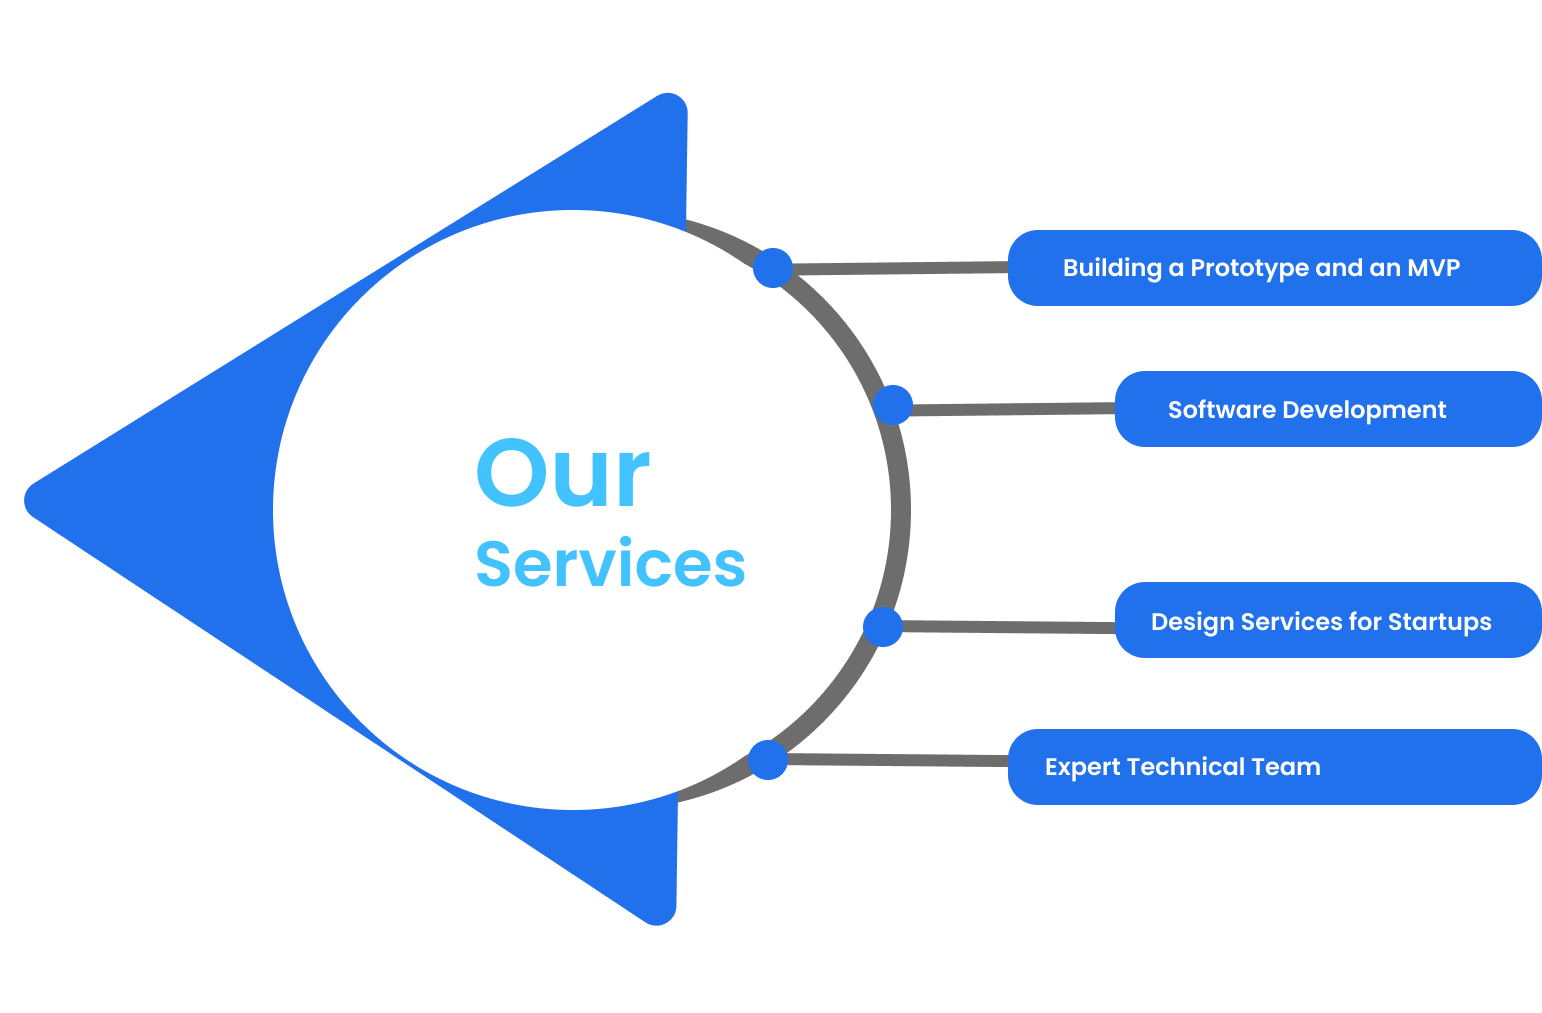 Our
Services
Building a Prototype and an MVP
Software Development
Design Services for Startups
Expert Technical Team